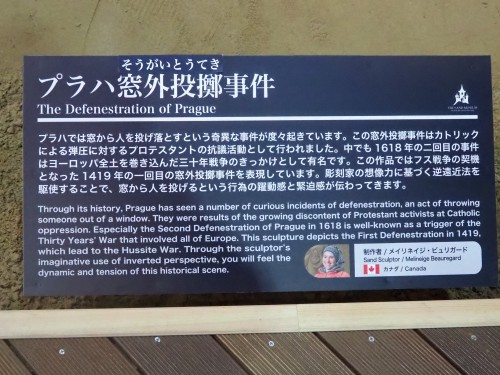 そうがいとうてき
プラハ窓外投擲事件
The Defenestration of Prague
THE SAND MUSEUM
プラハでは窓から人を投げ落とすという奇異な事件が度々起きています。この窓外投擲事件はカトリック
による弾圧に対するプロテスタントの抗議活動として行われました。中でも1618年の二回目の事件
はヨーロッパ全土を巻き込んだ三十年戦争のきっかけとして有名です。この作品ではフス戦争の契機
となった1419年の一回目の窓外投擲事件を表現しています。彫刻家の想像力に基づく逆遠近法を
駆使することで、窓から人を投げるという行為の躍動感と緊迫感が伝わってきます。
Through its history, Prague has seen a number of curious incidents of defenestration, an act of throwing
someone out of a window. They were results of the growing discontent of Protestant activists at Catholic
oppression. Especially the Second Defenestration of Prague in 1618 is well-known as a trigger of the
Thirty Years' War that involved all of Europe. This sculpture depicts the First Defenestration in 1419,
which lead to the Hussite War. Through the sculptor's
imaginative use of inverted perspective, you will feel the
dynamic and tension of this historical scene.
制作者 / メイリネイジ・ビュリガード
Sand Sculptor / Melineige Beauregard
カナダ / Canada